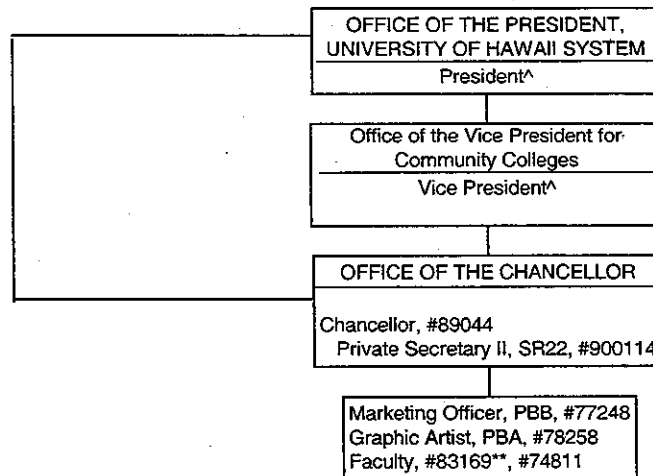 OFFICE OF THE PRESIDENT,
UNIVERSITY OF HAWAII SYSTEM
President^
Office of the Vice President for
Community Colleges
Vice President^
OFFICE OF THE CHANCELLOR
Chancellor, #89044
Private Secretary II, SR22, #900114
Marketing Officer, PBB, #77248
Graphic Artist, PBA, #78258
Faculty, #83169**, #74811